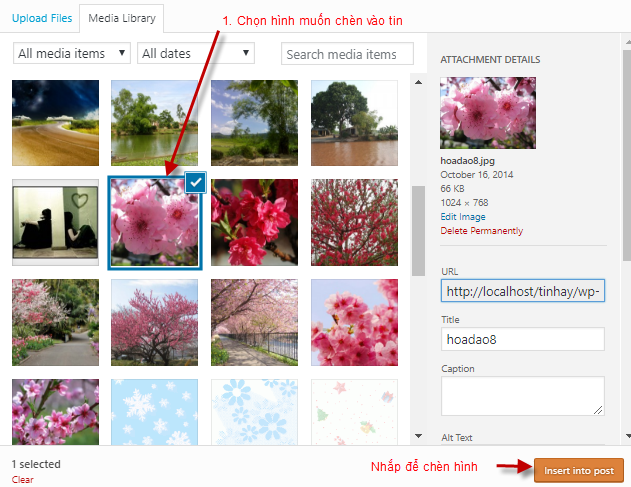 Upload Files
Media Library
1. Chọn hình muốn chèn vào tin
All media items
All dates
Search media items
ATTACHMENT DETAILS
hoadao8.jpg
October 16, 2014
66 KB
1024 × 768
Edit Image
Delete Permanently
URL
http://localhost/tinhay/wp-
Title
hoadao8
Caption
Alt Text
1 selected
Clear
Nhắp để chèn hình
Insert into post